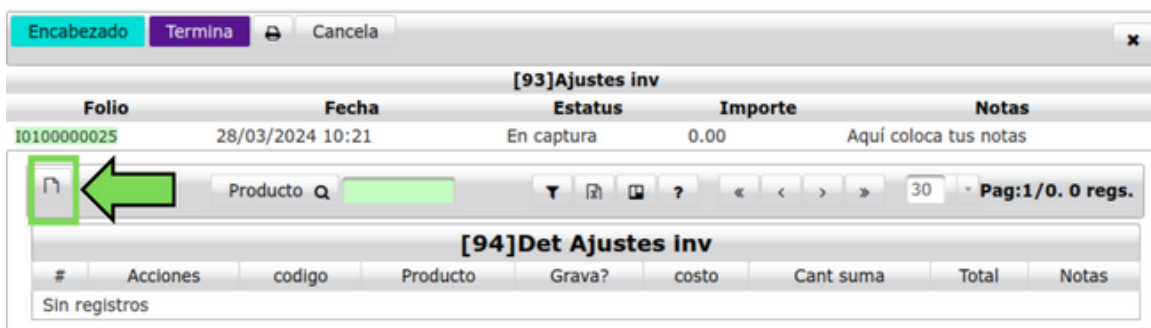 Encabezado Termina Cancela
[93]Ajustes inv
Folio Fecha Estatus Importe Notas
I0100000025 28/03/2024 10:21 En captura 0.00 Aquí coloca tus notas
Producto ? « ‹ › » 30 Pag:1/0. 0 regs.
[94]Det Ajustes inv
# Acciones codigo Producto Grava? costo Cant suma Total Notas
Sin registros